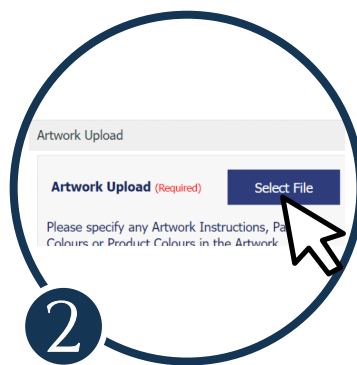 Artwork Upload
Artwork Upload (Required) Select File
Please specify any Artwork Instructions,
Colours or Product Colours in the Artwork
2